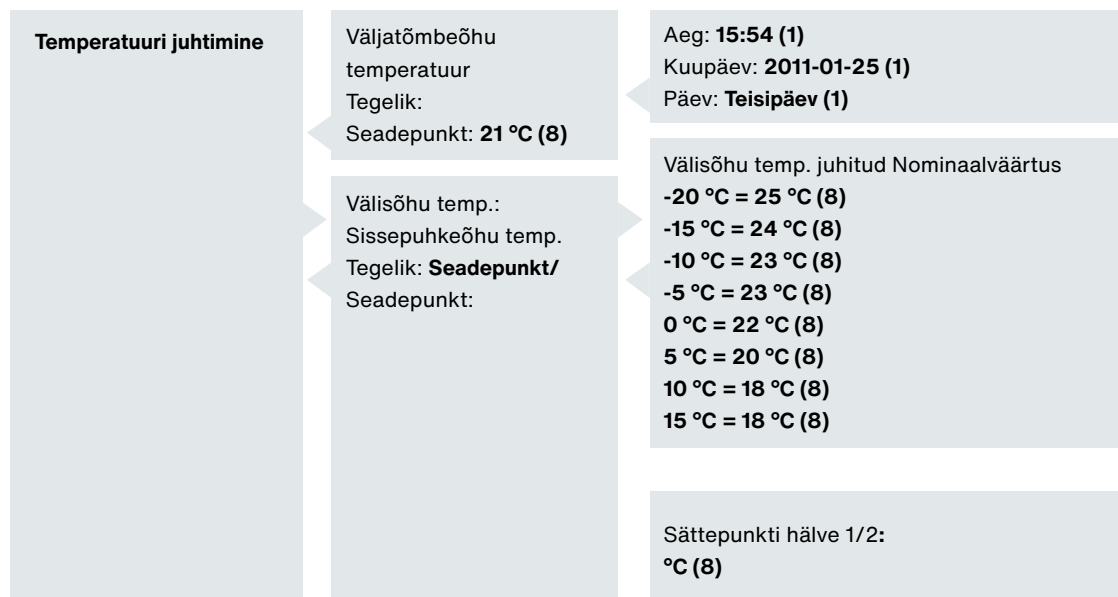 Temperatuuri juhtimine
Väljatõmbeõhu
temperatuur
Tegelik:
Seadepunkt: 21 °C (8)
Aeg: 15:54 (1)
Kuupäev: 2011-01-25 (1)
Päev: Teisipäev (1)
Välisõhu temp.:
Sissepuhkeõhu temp.
Tegelik: Seadepunkt/
Seadepunkt:
Välisõhu temp. juhitud Nominaalväärtus
-20 °C = 25 °C (8)
-15 °C = 24 °C (8)
-10 °C = 23 °C (8)
-5 °C = 23 °C (8)
0 °C = 22 °C (8)
5 °C = 20 °C (8)
10 °C = 18 °C (8)
15 °C = 18 °C (8)
Sättepunkti hälve 1/2:
°C (8)